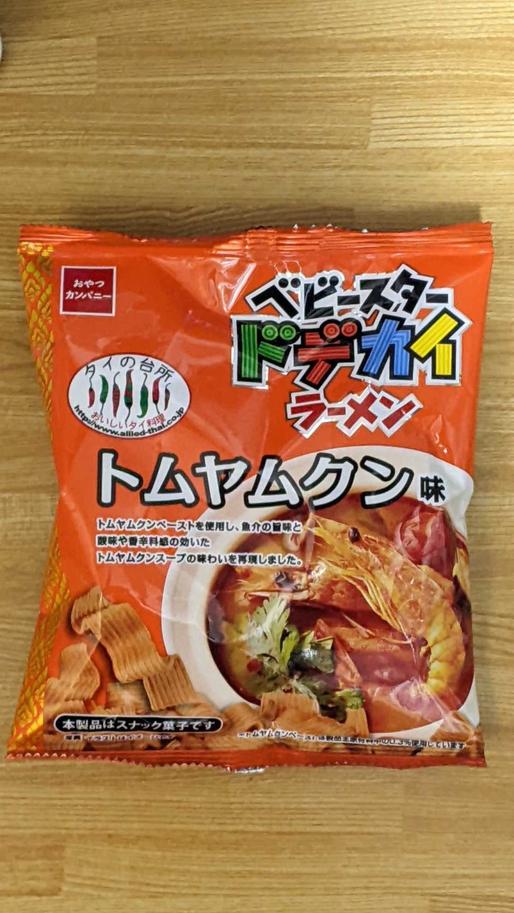 おやつ
カンパニー
ベビースター
ドデカイ
ラーメン
タイの台所
おいしいタイ料理
http://www.allied-thai.co.jp
トムヤムクン味
トムヤムクンペーストを使用し、魚介の旨味と
酸味や香辛料感の効いた
トムヤムクンスープの味わいを再現しました。
本製品はスナック菓子です